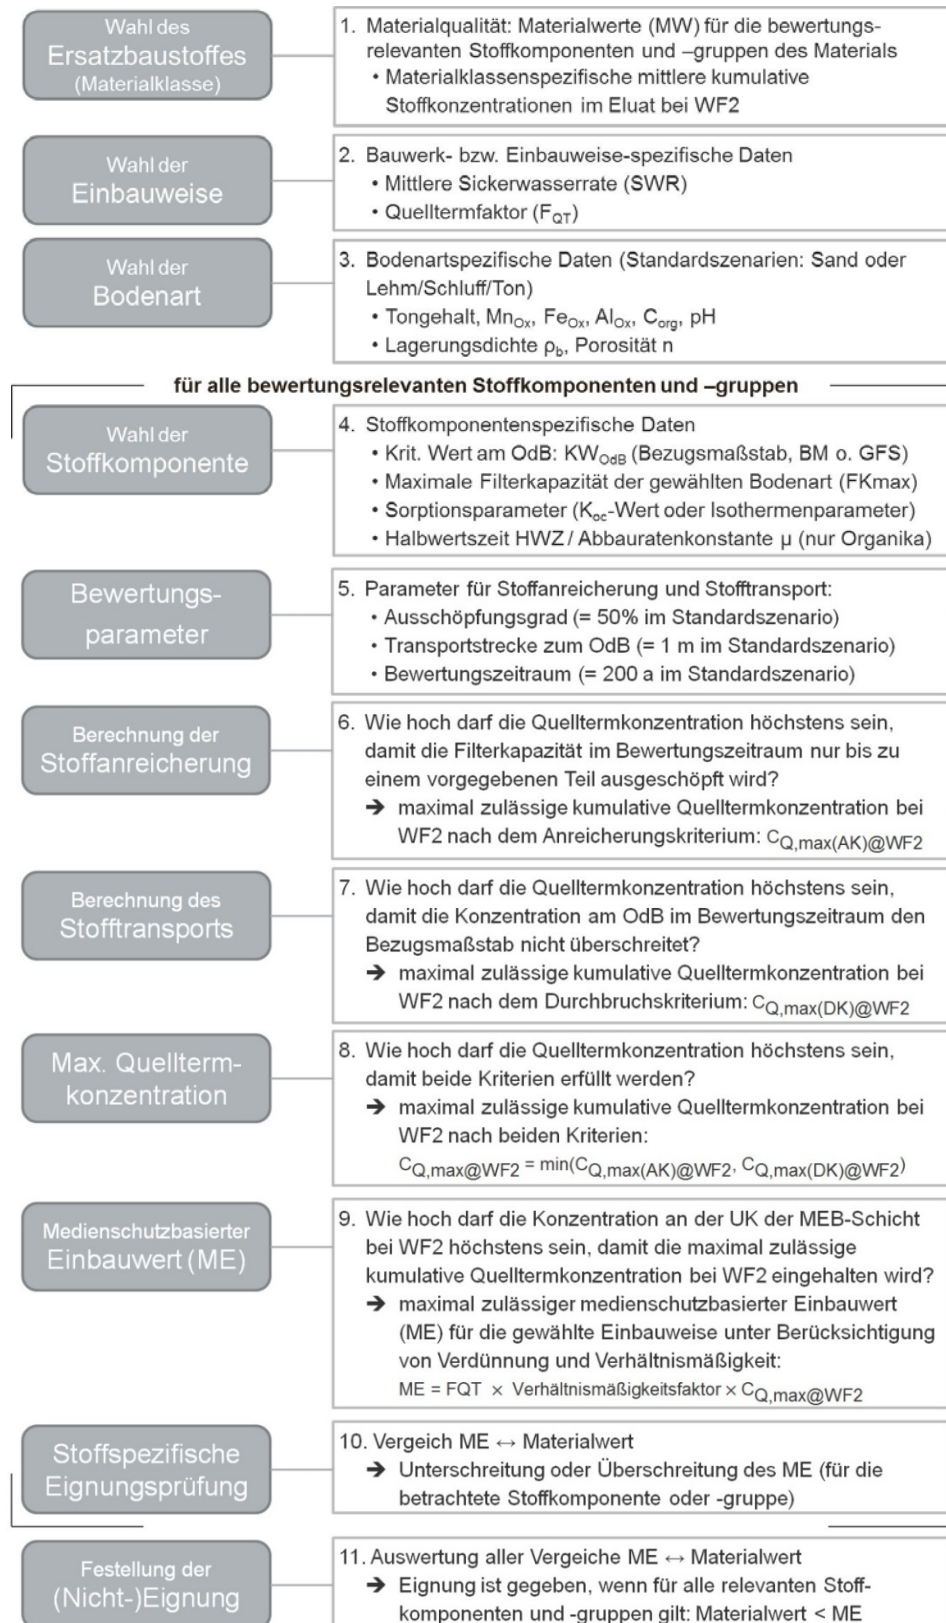 Wahl des
Ersatzbaustoffes
(Materialklasse)
1. Materialqualität: Materialwerte (MW) für die bewertungs-
relevanten Stoffkomponenten und –gruppen des Materials
• Materialklassenspezifische mittlere kumulative
Stoffkonzentrationen im Eluat bei WF2
Wahl der
Einbauweise
2. Bauwerk- bzw. Einbauweise-spezifische Daten
• Mittlere Sickerwasserrate (SWR)
• Quelltermfaktor (F_QT)
Wahl der
Bodenart
3. Bodenartspezifische Daten (Standardszenarien: Sand oder
Lehm/Schluff/Ton)
• Tongehalt, Mn_Ox, Fe_Ox, Al_Ox, C_org, pH
• Lagerungsdichte ρ_b, Porosität n
für alle bewertungsrelevanten Stoffkomponenten und –gruppen
Wahl der
Stoffkomponente
4. Stoffkomponentenspezifische Daten
• Krit. Wert am OdB: KW_OdB (Bezugsmaßstab, BM o. GFS)
• Maximale Filterkapazität der gewählten Bodenart (FKmax)
• Sorptionsparameter (K_oc-Wert oder Isothermenparameter)
• Halbwertszeit HWZ / Abbauratenkonstante µ (nur Organika)
Bewertungs-
parameter
5. Parameter für Stoffanreicherung und Stofftransport:
• Ausschöpfungsgrad (= 50% im Standardszenario)
• Transportstrecke zum OdB (= 1 m im Standardszenario)
• Bewertungszeitraum (= 200 a im Standardszenario)
Berechnung der
Stoffanreicherung
6. Wie hoch darf die Quelltermkonzentration höchstens sein,
damit die Filterkapazität im Bewertungszeitraum nur bis zu
einem vorgegebenen Teil ausgeschöpft wird?
➔ maximal zulässige kumulative Quelltermkonzentration bei
WF2 nach dem Anreicherungskriterium: C_Q,max(AK)@WF2
Berechnung des
Stofftransports
7. Wie hoch darf die Quelltermkonzentration höchstens sein,
damit die Konzentration am OdB im Bewertungszeitraum den
Bezugsmaßstab nicht überschreitet?
➔ maximal zulässige kumulative Quelltermkonzentration bei
WF2 nach dem Durchbruchskriterium: C_Q,max(DK)@WF2
Max. Quellterm-
konzentration
8. Wie hoch darf die Quelltermkonzentration höchstens sein,
damit beide Kriterien erfüllt werden?
➔ maximal zulässige kumulative Quelltermkonzentration bei
WF2 nach beiden Kriterien:
C_Q,max@WF2 = min(C_Q,max(AK)@WF2, C_Q,max(DK)@WF2)
Medienschutzbasierter
Einbauwert (ME)
9. Wie hoch darf die Konzentration an der UK der MEB-Schicht
bei WF2 höchstens sein, damit die maximal zulässige
kumulative Quelltermkonzentration bei WF2 eingehalten wird?
➔ maximal zulässiger medienschutzbasierter Einbauwert
(ME) für die gewählte Einbauweise unter Berücksichtigung
von Verdünnung und Verhältnismäßigkeit:
ME = FQT × Verhältnismäßigkeitsfaktor × C_Q,max@WF2
Stoffspezifische
Eignungsprüfung
10. Vergeich ME ↔ Materialwert
➔ Unterschreitung oder Überschreitung des ME (für die
betrachtete Stoffkomponente oder -gruppe)
Festellung der
(Nicht-)Eignung
11. Auswertung aller Vergeiche ME ↔ Materialwert
➔ Eignung ist gegeben, wenn für alle relevanten Stoff-
komponenten und -gruppen gilt: Materialwert < ME